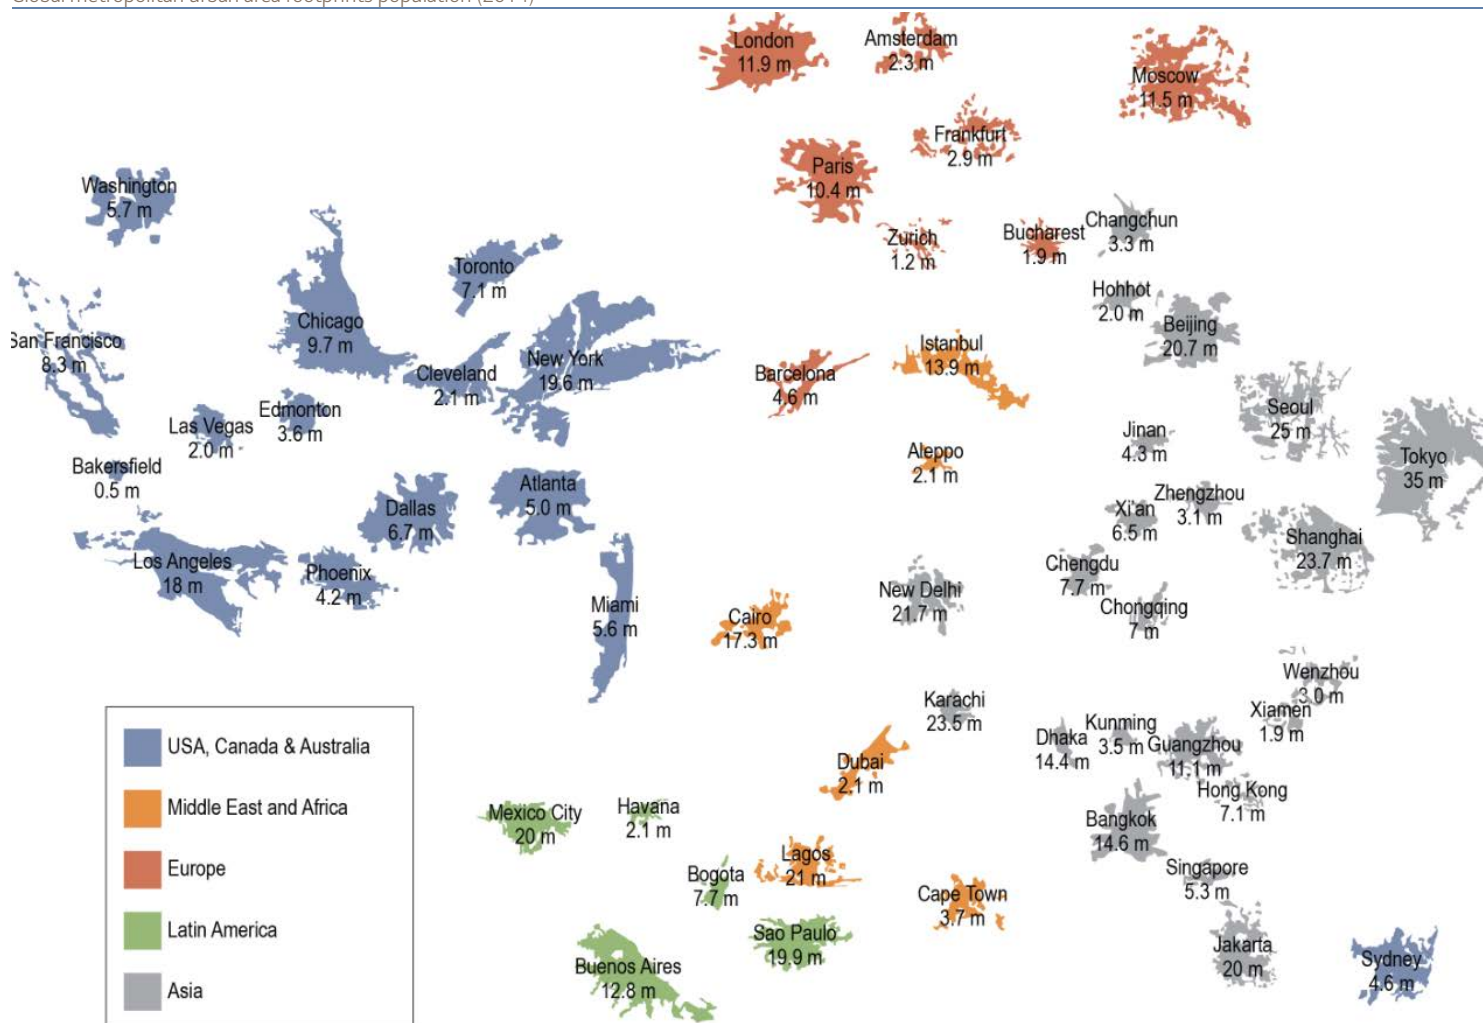 Global metropolitan urban area footprints population (2014)
London
11.9 m
Amsterdam
2.3 m
Moscow
11.5 m
Frankfurt
2.9 m
Paris
10.4 m
Washington
5.7 m
Changchun
3.3 m
Zurich
1.2 m
Bucharest
1.9 m
Toronto
7.1 m
Hohhot
2.0 m
Chicago
9.7 m
Beijing
20.7 m
San Francisco
8.3 m
Istanbul
13.9 m
New York
19.6 m
Cleveland
2.1 m
Barcelona
4.6 m
Edmonton
3.6 m
Las Vegas
2.0 m
Seoul
25 m
Jinan
4.3 m
Tokyo
35 m
Aleppo
2.1 m
Bakersfield
0.5 m
Atlanta
5.0 m
Zhengzhou
3.1 m
Dallas
6.7 m
Xi'an
6.5 m
Shanghai
23.7 m
Los Angeles
18 m
Phoenix
4.2 m
Chengdu
7.7 m
New Delhi
21.7 m
Miami
5.6 m
Chongqing
7 m
Cairo
17.3 m
Wenzhou
3.0 m
Karachi
23.5 m
Xiamen
1.9 m
Kunming
3.5 m
Dhaka
14.4 m
Guangzhou
11.1 m
Dubai
2.1 m
Hong Kong
7.1 m
Mexico City
20 m
Havana
2.1 m
Bangkok
14.6 m
Lagos
21 m
Singapore
5.3 m
Bogota
7.7 m
Cape Town
3.7 m
Sao Paulo
19.9 m
Jakarta
20 m
Buenos Aires
12.8 m
Sydney
4.6 m
USA, Canada & Australia
Middle East and Africa
Europe
Latin America
Asia